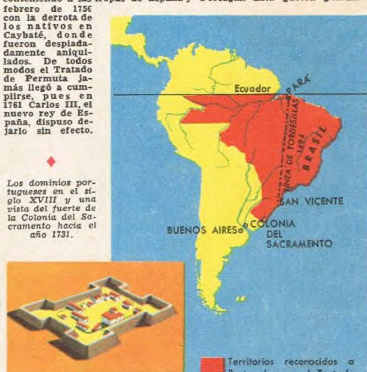 febrero de 1756
con la derrota de
los nativos en
Caybaté, donde
fueron despiada-
damente aniqui-
lados. De todos
modos el Tratado
de Permuta ja-
más llegó a cum-
plirse, pues en
1761 Carlos III, el
nuevo rey de Es-
paña, dispuso de-
jarlo sin efecto.
Los dominios por-
tugueses en el si-
glo XVIII y una
vista del fuerte de
la Colonia del Sa-
cramento hacia el
año 1731.
Ecuador
PARÁ
LINEA DE TORDESILLAS
1494
BRASIL
SAN VICENTE
BUENOS AIRES
COLONIA
DEL
SACRAMENTO
Territorios reconocidos a